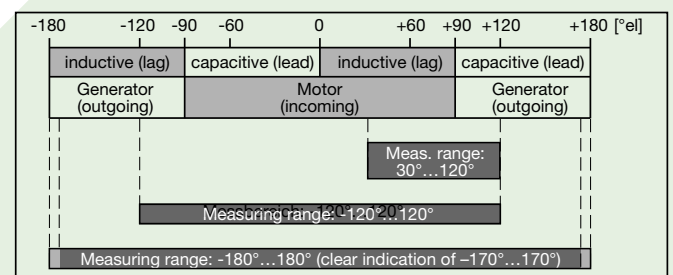 -180 -120 -90 -60 0 +60 +90 +120 +180 [°el]
inductive (lag) capacitive (lead) inductive (lag) capacitive (lead)
Generator Motor Generator
(outgoing) (incoming) (outgoing)
Meas. range:
30°...120°
Measuring range: -120°...120°
Measuring range: -180°...180° (clear indication of –170°...170°)